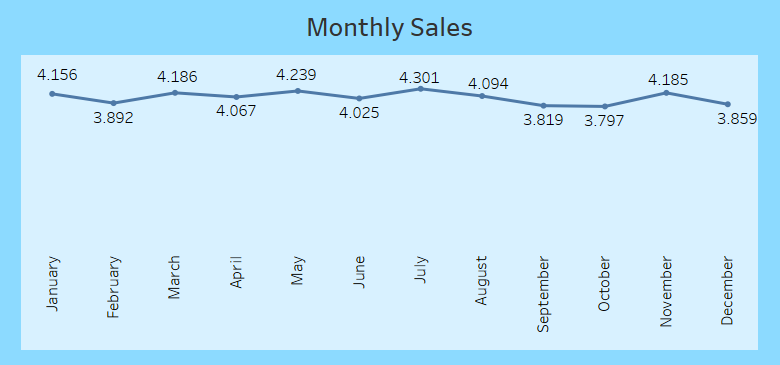 Monthly Sales
4.156
3.892
4.186
4.067
4.239
4.025
4.301
4.094
3.819
3.797
4.185
3.859
January
February
March
April
May
June
July
August
September
October
November
December